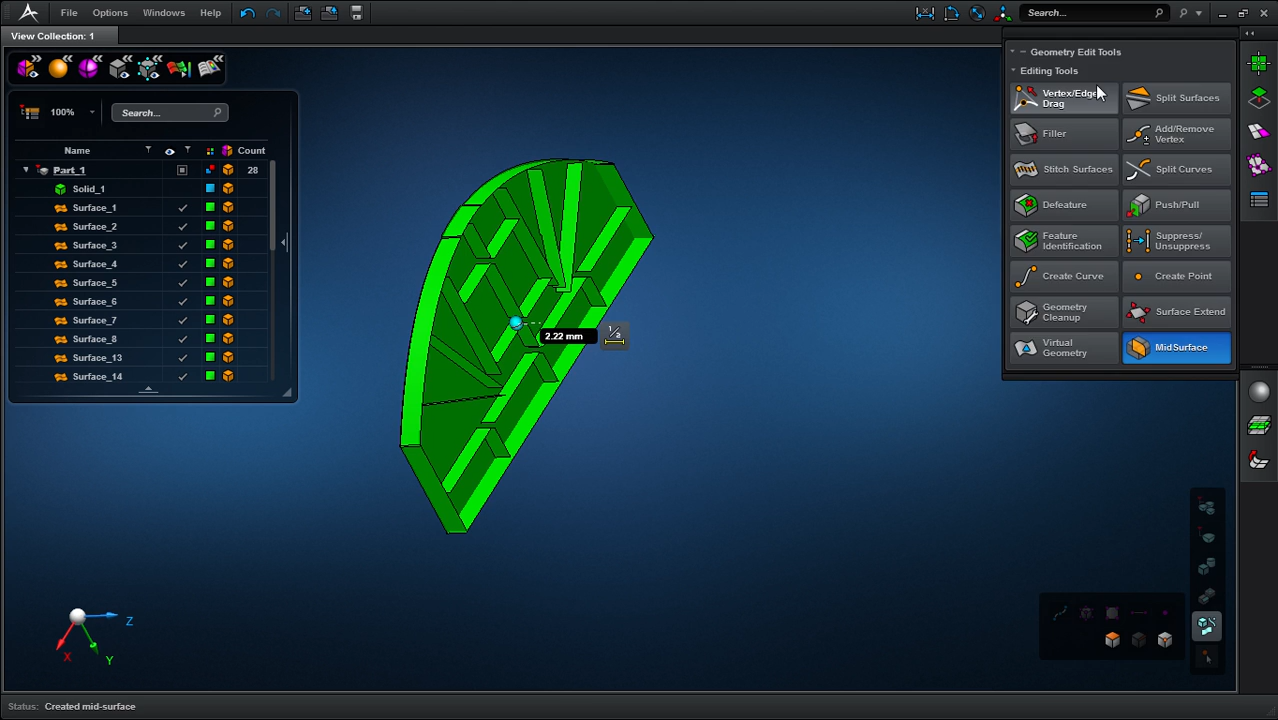 File Options Windows Help Search...
View Collection: 1
100% Search...
Name Count
Part_1 28
Solid_1
Surface_1
Surface_2
Surface_3
Surface_4
Surface_5
Surface_6
Surface_7
Surface_8
Surface_13
Surface_14
2.22 mm
1/2
Geometry Edit Tools
Editing Tools
Vertex/Edge
Drag
Split Surfaces
Filler
Add/Remove
Vertex
Stitch Surfaces
Split Curves
Defeature
Push/Pull
Feature
Identification
Suppress/
Unsuppress
Create Curve
Create Point
Geometry
Cleanup
Surface Extend
Virtual
Geometry
MidSurface
Z
X
Y
Status: Created mid-surface